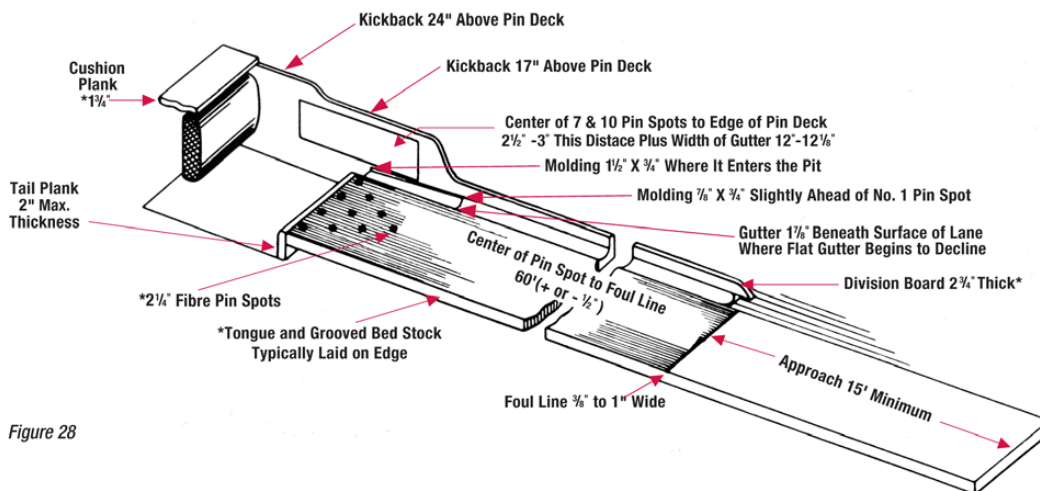 Kickback 24" Above Pin Deck
Cushion
Plank
*1¾"
Kickback 17" Above Pin Deck
Center of 7 & 10 Pin Spots to Edge of Pin Deck
2½" -3" This Distace Plus Width of Gutter 12"-12⅛"
Molding 1½" X ¾" Where It Enters the Pit
Tail Plank
2" Max.
Thickness
Molding ⅞" X ¾" Slightly Ahead of No. 1 Pin Spot
Gutter 1⅞" Beneath Surface of Lane
Where Flat Gutter Begins to Decline
Center of Pin Spot to Foul Line
60'(+ or - ½")
Division Board 2¾" Thick*
*2¼" Fibre Pin Spots
*Tongue and Grooved Bed Stock
Typically Laid on Edge
Approach 15' Minimum
Foul Line ⅜" to 1" Wide
Figure 28